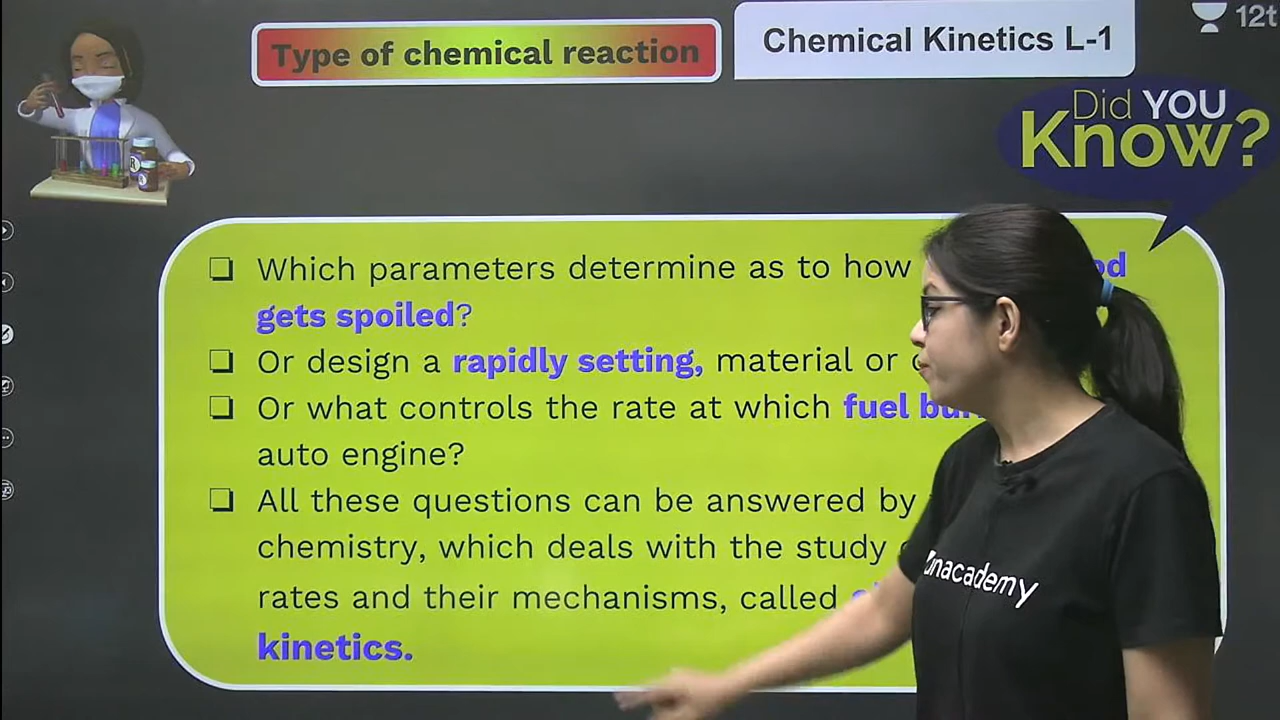 Type of chemical reaction
Chemical Kinetics L-1
12t
Did YOU
Know?
Which parameters determine as to how
gets spoiled?
Or design a rapidly setting, material or
Or what controls the rate at which fuel
auto engine?
All these questions can be answered by
chemistry, which deals with the study
rates and their mechanisms, called
kinetics.
unacademy